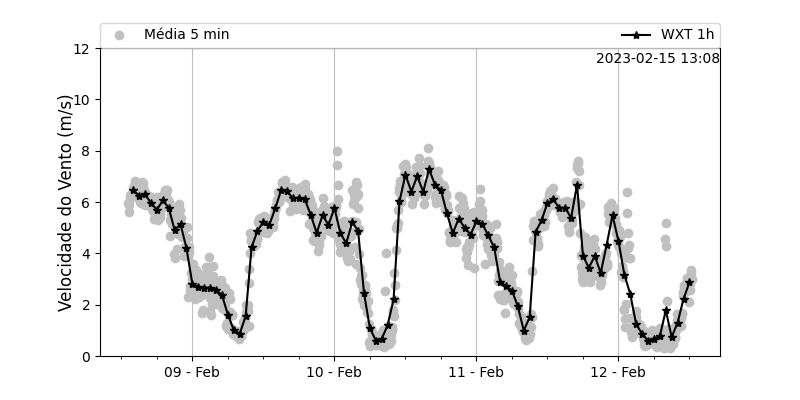 Média 5 min
WXT 1h
2023-02-15 13:08
Velocidade do Vento (m/s)
12
10
8
6
4
2
0
09 - Feb
10 - Feb
11 - Feb
12 - Feb